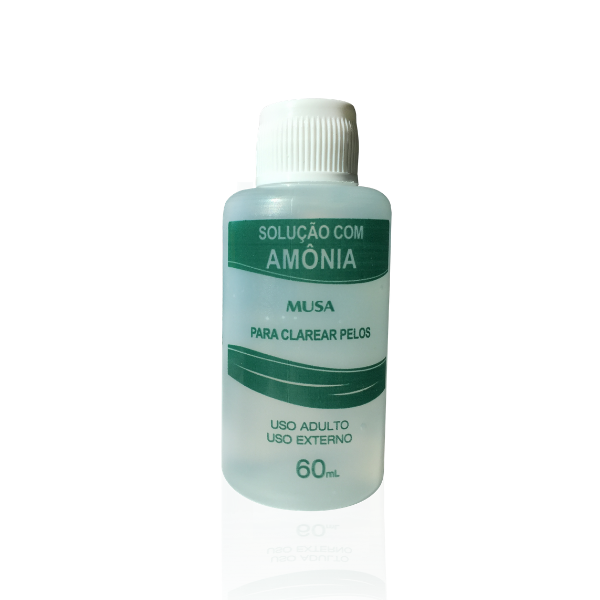 SOLUÇÃO COM
AMÔNIA
MUSA
PARA CLAREAR PELOS
USO ADULTO
USO EXTERNO
60mL